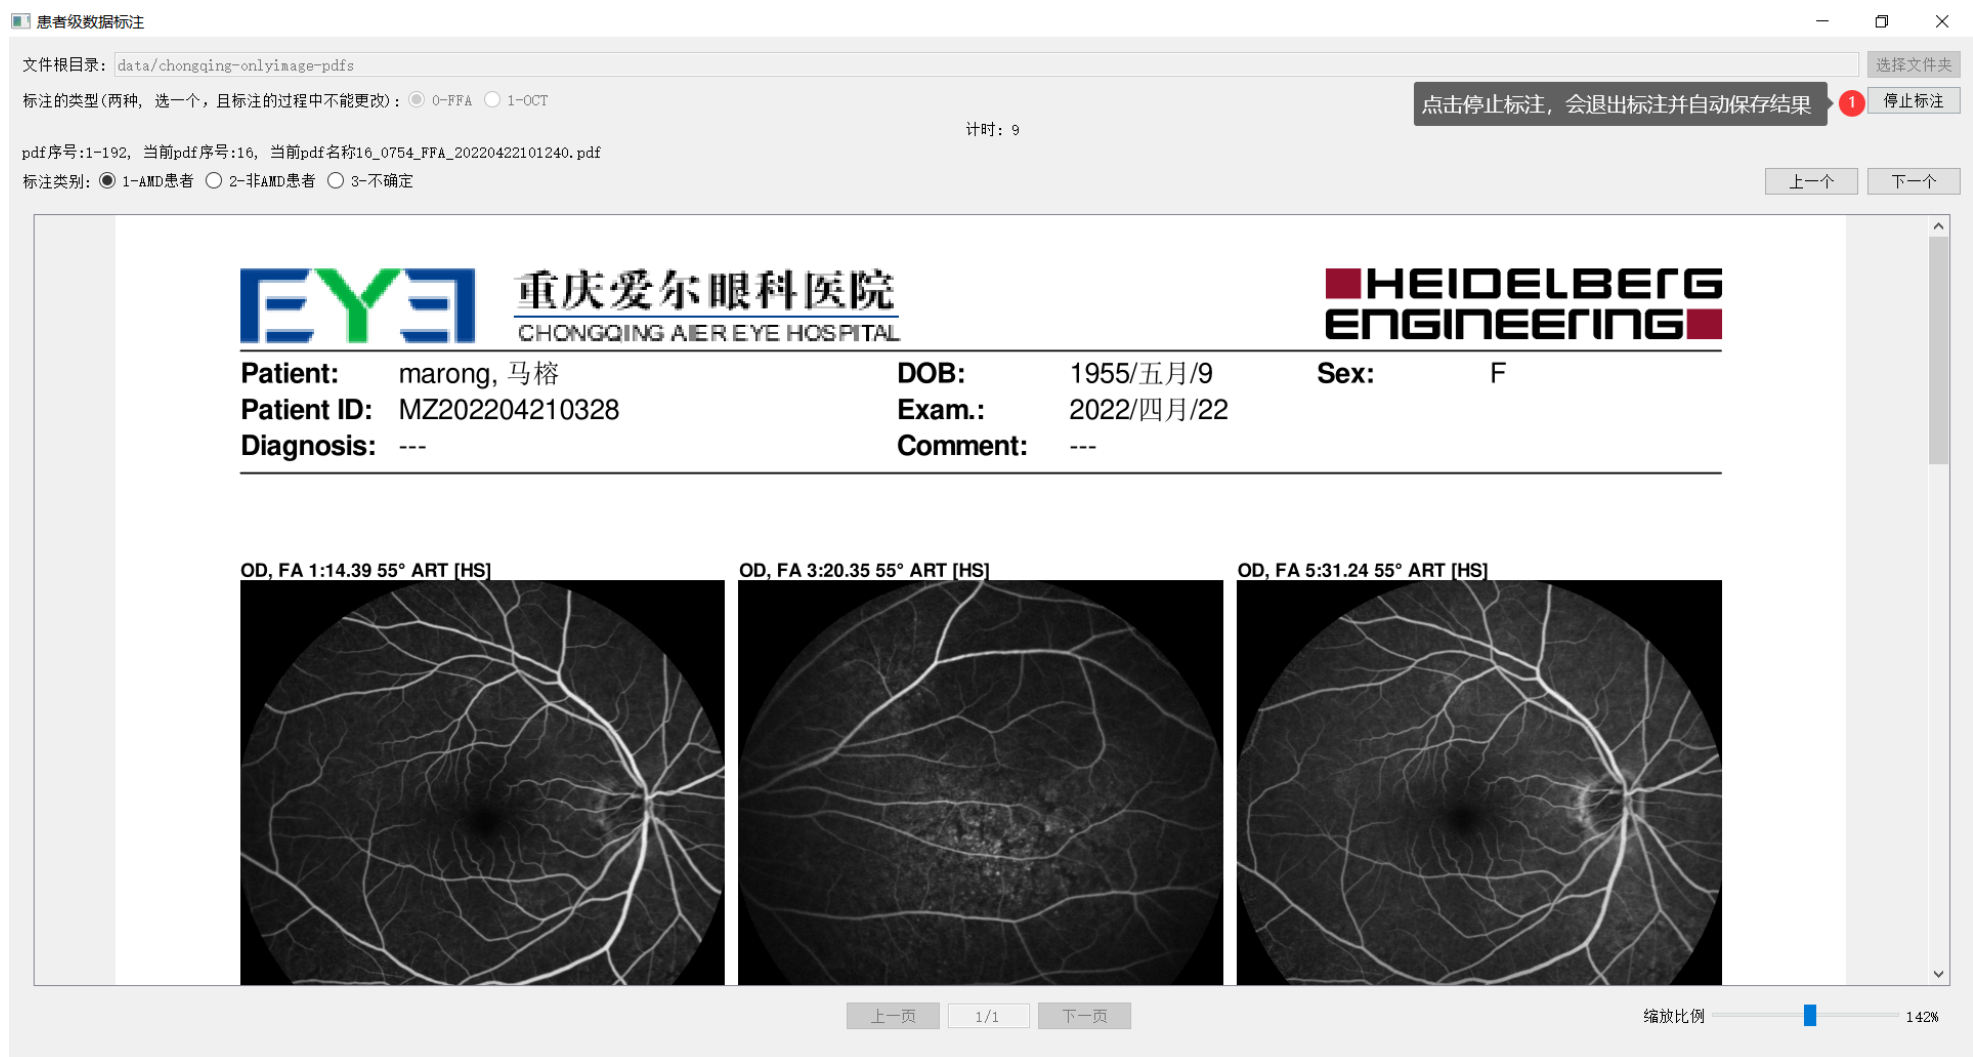 患者级数据标注
文件根目录: data/chongqing-onlyimage-pdfs 选择文件夹
标注的类型(两种, 选一个, 且标注的过程中不能更改): 0-FFA 1-OCT 点击停止标注, 会退出标注并自动保存结果 1 停止标注
计时: 9
pdf序号:1-192, 当前pdf序号:16, 当前pdf名称16_0754_FFA_20220422101240.pdf
标注类别: 1-AMD患者 2-非AMD患者 3-不确定 上一个 下一个
EYE 重庆爱尔眼科医院 HEIDELBERG
CHONGQING AIER EYE HOSPITAL ENGINEERING
Patient: marong, 马榕 DOB: 1955/五月/9 Sex: F
Patient ID: MZ202204210328 Exam.: 2022/四月/22
Diagnosis: --- Comment: ---
OD, FA 1:14.39 55° ART [HS] OD, FA 3:20.35 55° ART [HS] OD, FA 5:31.24 55° ART [HS]
上一页 1/1 下一页 缩放比例 142%